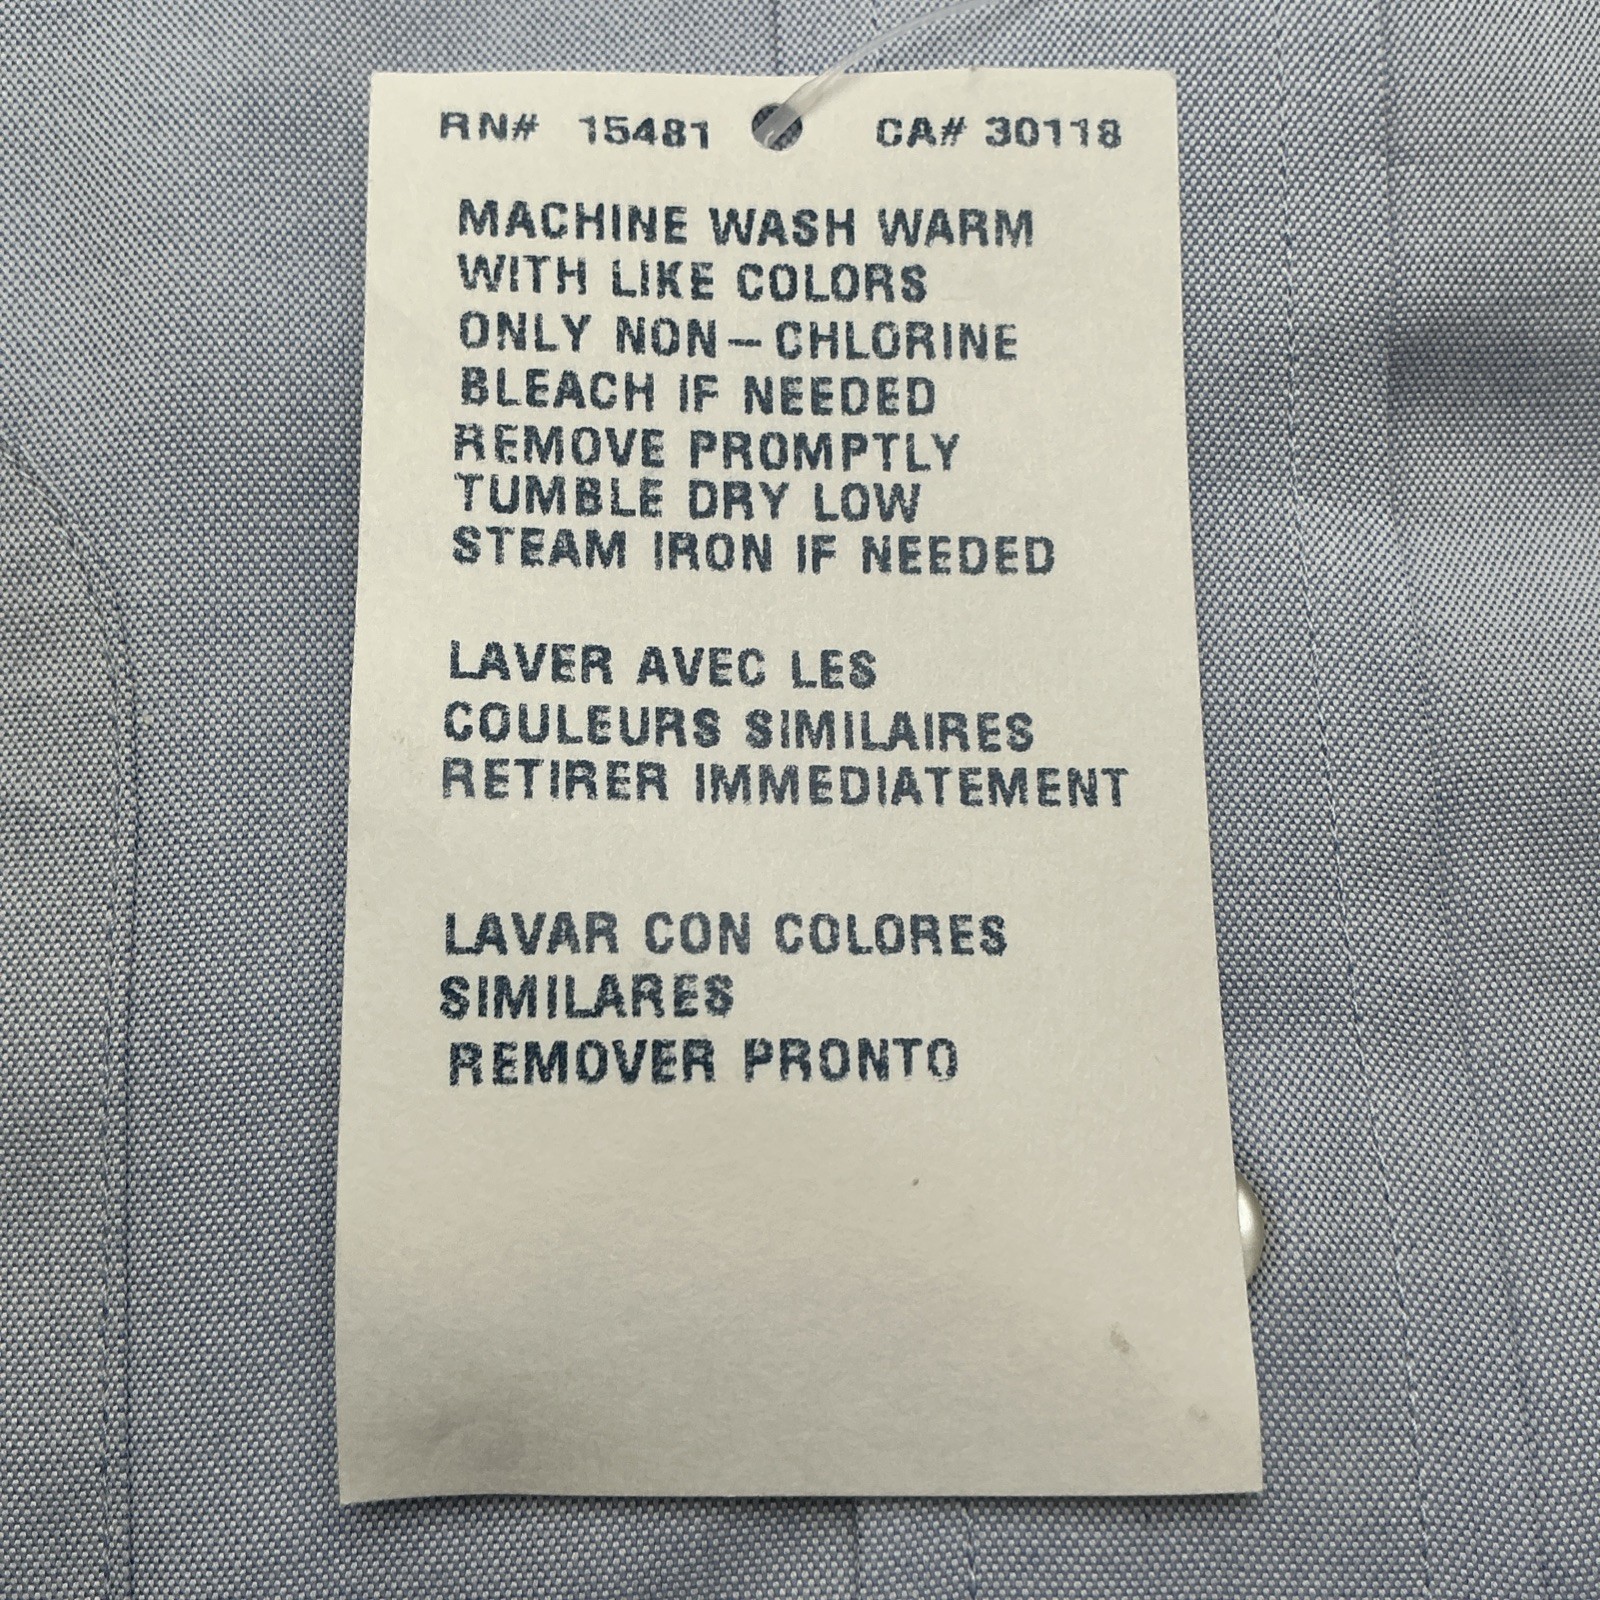 RN# 15481 CA# 30118
MACHINE WASH WARM
WITH LIKE COLORS
ONLY NON-CHLORINE
BLEACH IF NEEDED
REMOVE PROMPTLY
TUMBLE DRY LOW
STEAM IRON IF NEEDED
LAVER AVEC LES
COULEURS SIMILAIRES
RETIRER IMMEDIATEMENT
LAVAR CON COLORES
SIMILARES
REMOVER PRONTO